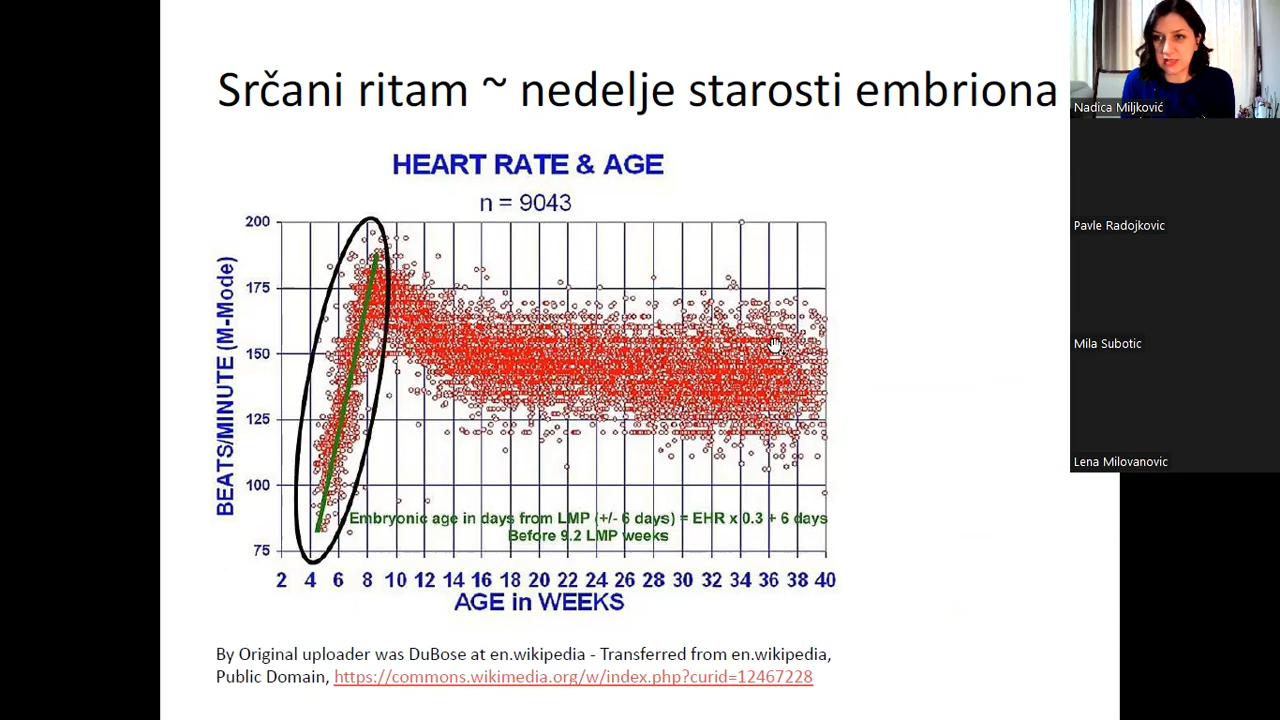 Srčani ritam ~ nedelje starosti embriona
HEART RATE & AGE
n = 9043
BEATS/MINUTE (M-Mode)
200
175
150
125
100
75
Embryonic age in days from LMP (+/- 6 days) = EHR x 0.3 + 6 days
Before 9.2 LMP weeks
2 4 6 8 10 12 14 16 18 20 22 24 26 28 30 32 34 36 38 40
AGE in WEEKS
By Original uploader was DuBose at en.wikipedia - Transferred from en.wikipedia,
Public Domain, https://commons.wikimedia.org/w/index.php?curid=12467228
Nadica Miljković
Pavle Radojkovic
Mila Subotic
Lena Milovanovic